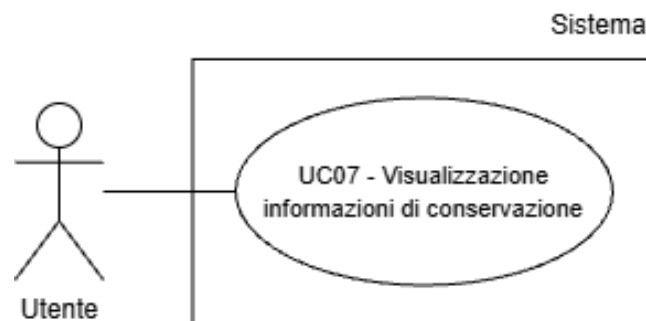 Sistema
UC07 - Visualizzazione
informazioni di conservazione
Utente